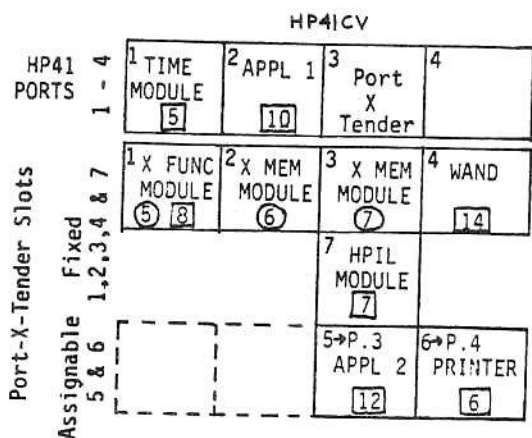 HP41CV
HP41
PORTS
1 - 4
1 TIME
MODULE
5
2 APPL 1
10
3
Port
X
Tender
4
Port-X-Tender Slots
Fixed
1,2,3,4 & 7
1 X FUNC
MODULE
5 8
2 X MEM
MODULE
6
3 X MEM
MODULE
7
4 WAND
14
7 HPIL
MODULE
7
Assignable
5 & 6
5→P.3
APPL 2
12
6→P.4
PRINTER
6